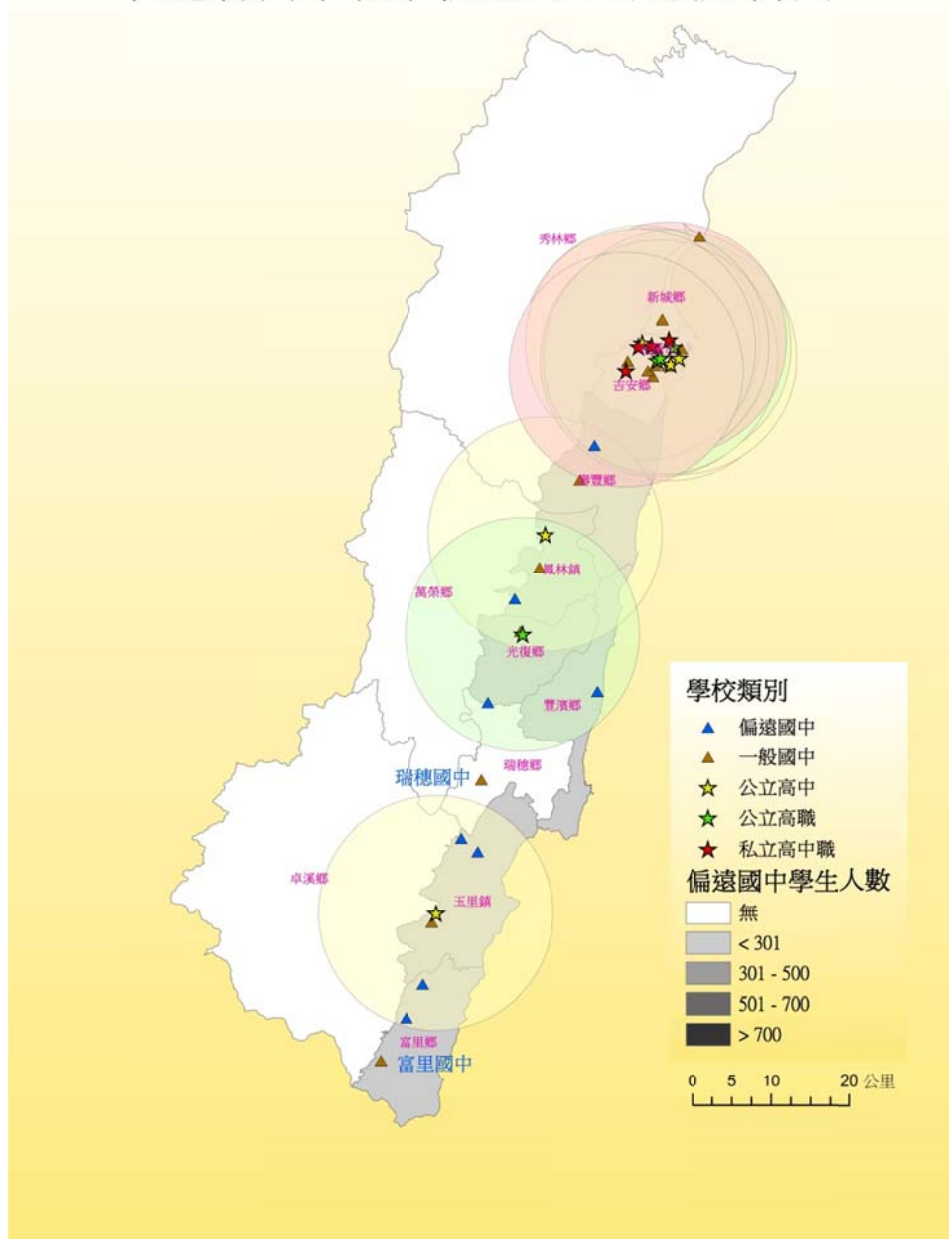 秀林鄉
新城鄉
吉安鄉
壽豐鄉
鳳林鎮
萬榮鄉
光復鄉
豐濱鄉
瑞穗鄉
瑞穗國中
卓溪鄉
玉里鎮
富里鄉
富里國中
學校類別
偏遠國中
一般國中
公立高中
公立高職
私立高中職
偏遠國中學生人數
無
< 301
301 - 500
501 - 700
> 700
0 5 10 20 公里